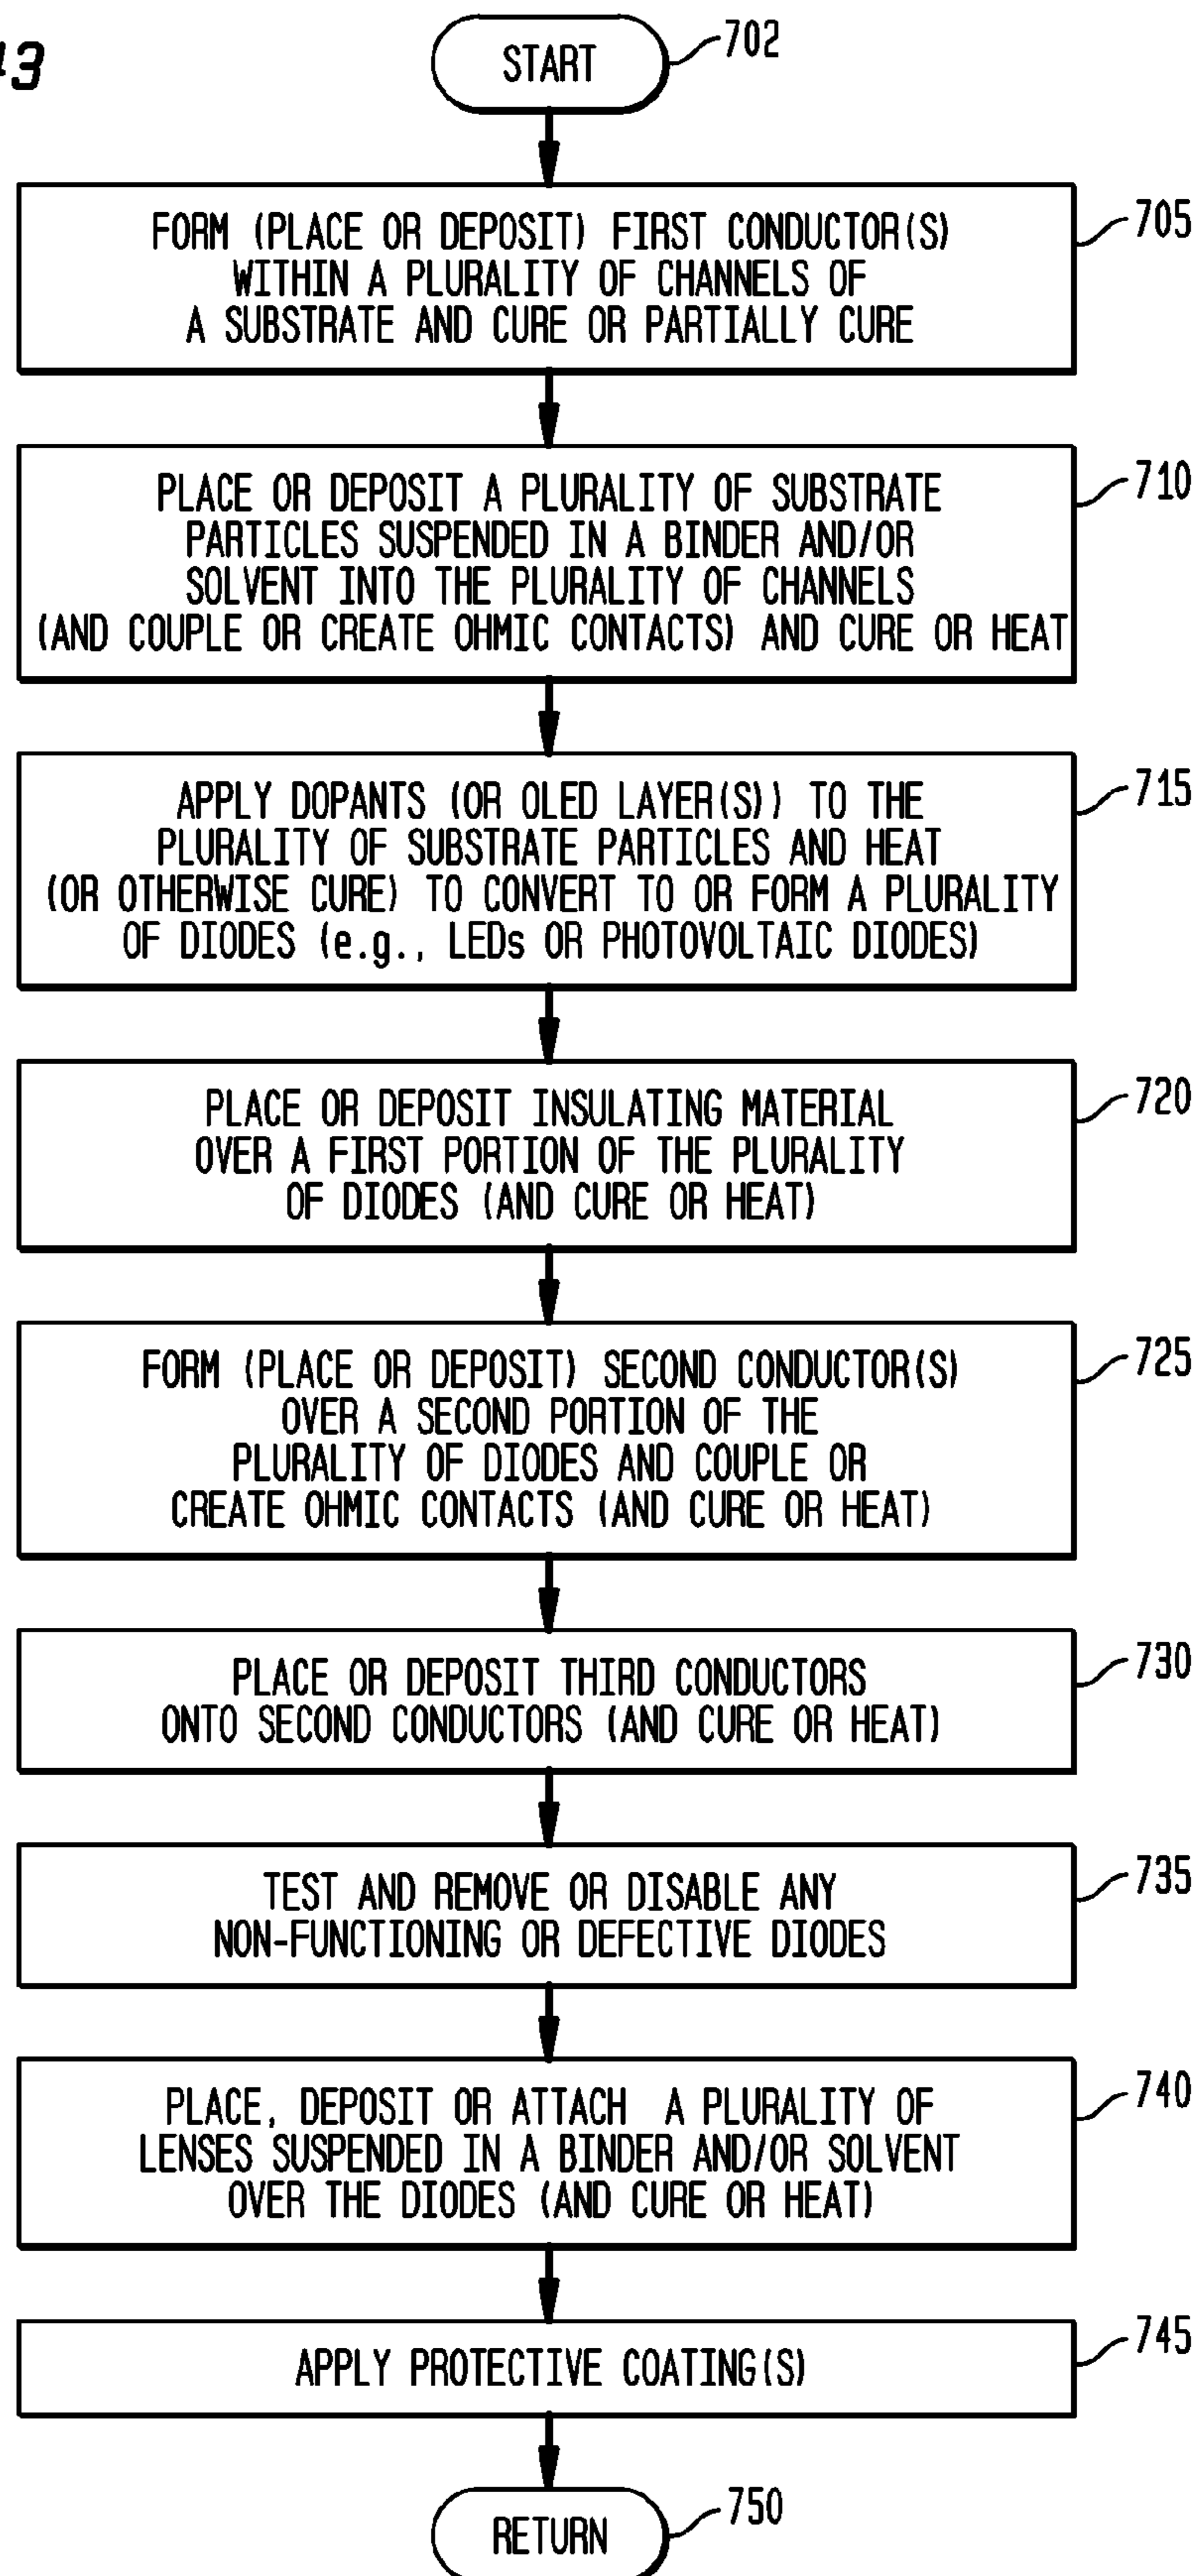 43
START
702
FORM (PLACE OR DEPOSIT) FIRST CONDUCTOR(S)
WITHIN A PLURALITY OF CHANNELS OF
A SUBSTRATE AND CURE OR PARTIALLY CURE
705
PLACE OR DEPOSIT A PLURALITY OF SUBSTRATE
PARTICLES SUSPENDED IN A BINDER AND/OR
SOLVENT INTO THE PLURALITY OF CHANNELS
(AND COUPLE OR CREATE OHMIC CONTACTS) AND CURE OR HEAT
710
APPLY DOPANTS (OR OLED LAYER(S)) TO THE
PLURALITY OF SUBSTRATE PARTICLES AND HEAT
(OR OTHERWISE CURE) TO CONVERT TO OR FORM A PLURALITY
OF DIODES (e.g., LEDs OR PHOTOVOLTAIC DIODES)
715
PLACE OR DEPOSIT INSULATING MATERIAL
OVER A FIRST PORTION OF THE PLURALITY
OF DIODES (AND CURE OR HEAT)
720
FORM (PLACE OR DEPOSIT) SECOND CONDUCTOR(S)
OVER A SECOND PORTION OF THE
PLURALITY OF DIODES AND COUPLE OR
CREATE OHMIC CONTACTS (AND CURE OR HEAT)
725
PLACE OR DEPOSIT THIRD CONDUCTORS
ONTO SECOND CONDUCTORS (AND CURE OR HEAT)
730
TEST AND REMOVE OR DISABLE ANY
NON-FUNCTIONING OR DEFECTIVE DIODES
735
PLACE, DEPOSIT OR ATTACH A PLURALITY OF
LENSES SUSPENDED IN A BINDER AND/OR SOLVENT
OVER THE DIODES (AND CURE OR HEAT)
740
APPLY PROTECTIVE COATING(S)
745
RETURN
750